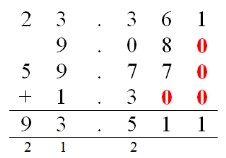 2 3 . 3 6 1
9 . 0 8 0
5 9 . 7 7 0
+ 1 . 3 0 0
9 3 . 5 1 1
2 1 2